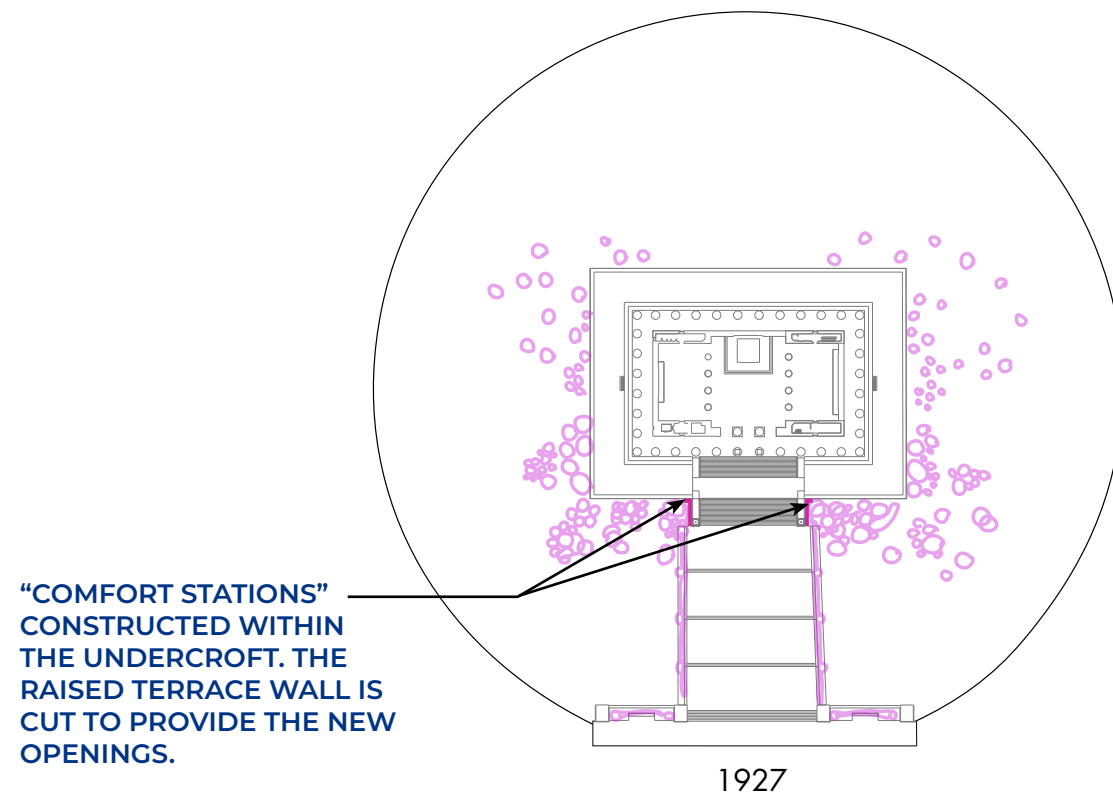 “COMFORT STATIONS”
CONSTRUCTED WITHIN
THE UNDERCROFT. THE
RAISED TERRACE WALL IS
CUT TO PROVIDE THE NEW
OPENINGS.
1927